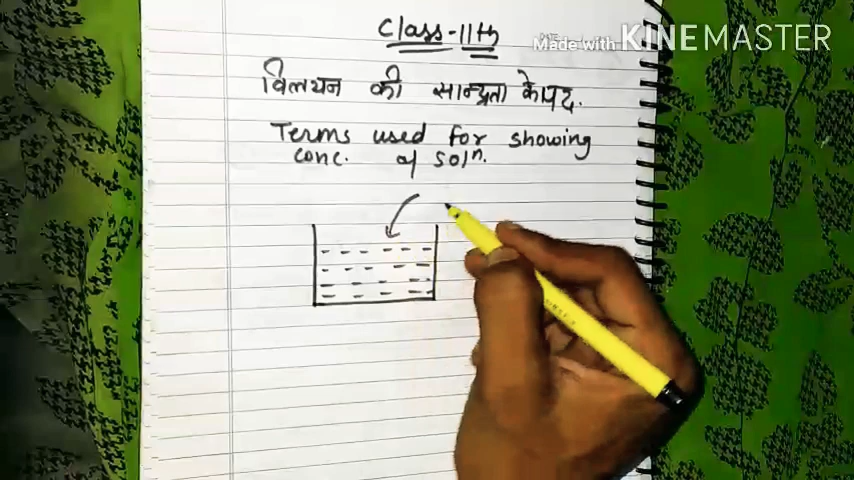 Class-11th
Made with KINEMASTER
विलयन की सान्द्रता के पद.
Terms used for showing
conc. of soln.